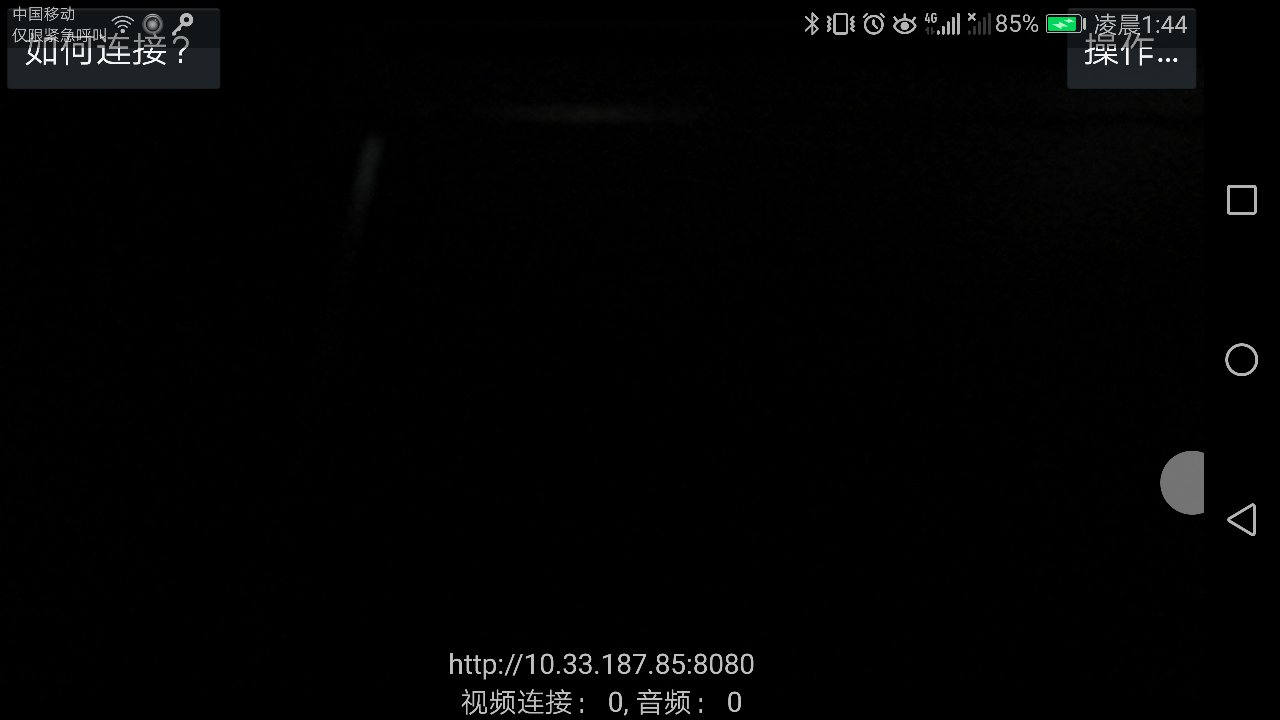 中国移动
仅限紧急呼叫
如何连接？
4G
85%
凌晨1:44
操作...
http://10.33.187.85:8080
视频连接： 0, 音频： 0